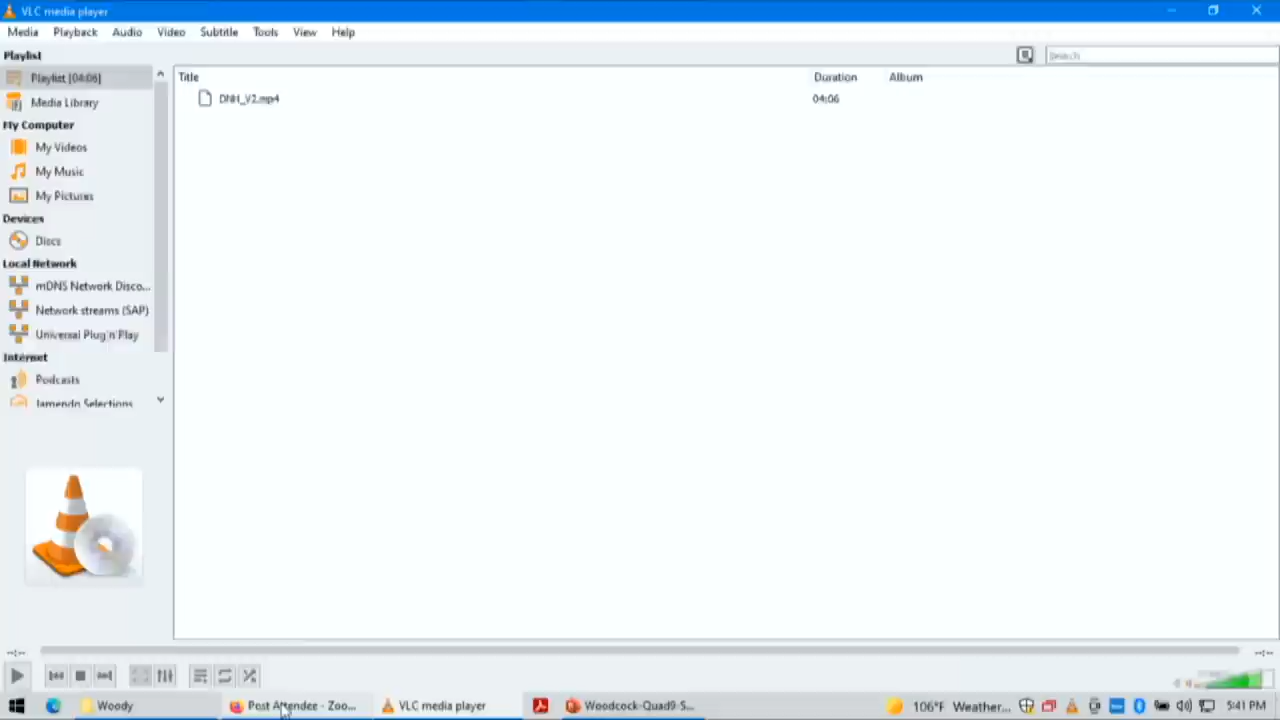 VLC media player
Media Playback Audio Video Subtitle Tools View Help
Playlist
Search
Playlist [04:06]
Title Duration Album
DNH_V2.mp4 04:06
Media Library
My Computer
My Videos
My Music
My Pictures
Devices
Discs
Local Network
mDNS Network Disco...
Network streams (SAP)
Universal Plug'n'Play
Internet
Podcasts
Jamendo Selections
--:-- --:--
Woody Post Attendee - Zoo... VLC media player Woodcock-Quad9-S... 106°F Weather... 5:41 PM